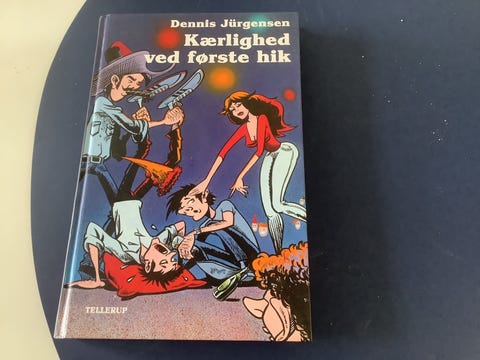 Dennis Jürgensen
Kærlighed
ved første hik
TELLERUP